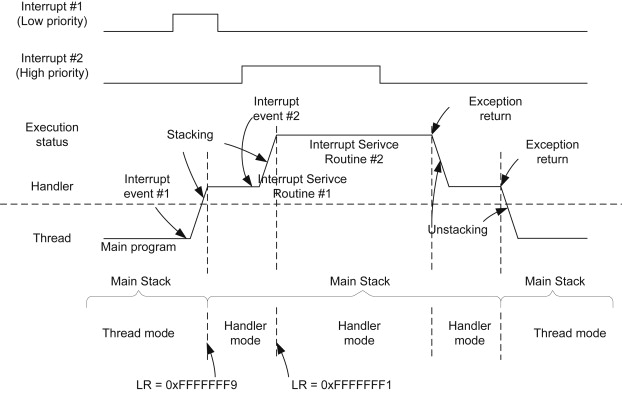 Interrupt #1
(Low priority)
Interrupt #2
(High priority)
Interrupt
event #2
Exception
return
Execution
status
Stacking
Interrupt Serivce
Routine #2
Exception
return
Interrupt
event #1
Handler
Interrupt Serivce
Routine #1
Unstacking
Thread
Main program
Main Stack
Main Stack
Main Stack
Thread mode
Handler
mode
Handler
mode
Handler
mode
Thread mode
LR = 0xFFFFFFF9
LR = 0xFFFFFFF1